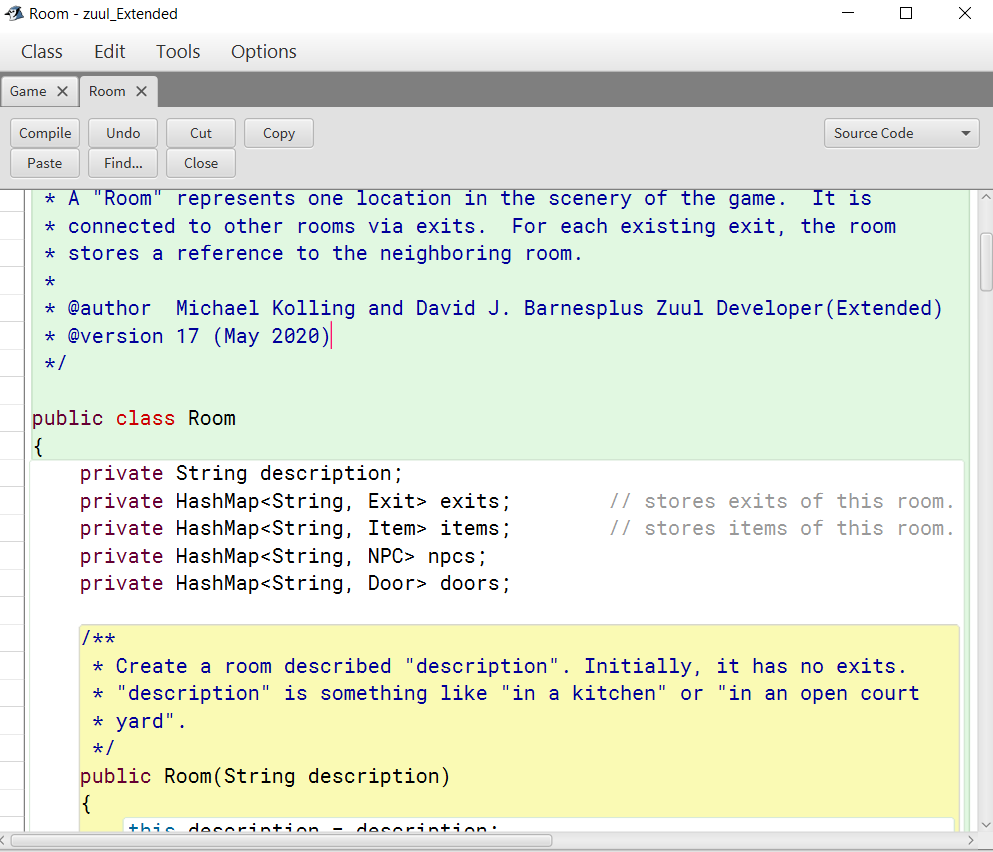 Room - zuul_Extended
Class Edit Tools Options
Game Room
Compile Undo Cut Copy Source Code
Paste Find... Close
* A "Room" represents one location in the scenery of the game.  It is
* connected to other rooms via exits.  For each existing exit, the room
* stores a reference to the neighboring room.
*
* @author  Michael Kolling and David J. Barnesplus Zuul Developer(Extended)
* @version 17 (May 2020)
*/
public class Room
{
private String description;
private HashMap<String, Exit> exits;        // stores exits of this room.
private HashMap<String, Item> items;        // stores items of this room.
private HashMap<String, NPC> npcs;
private HashMap<String, Door> doors;
/**
* Create a room described "description". Initially, it has no exits.
* "description" is something like "in a kitchen" or "in an open court
* yard".
*/
public Room(String description)
{
this.description = description;